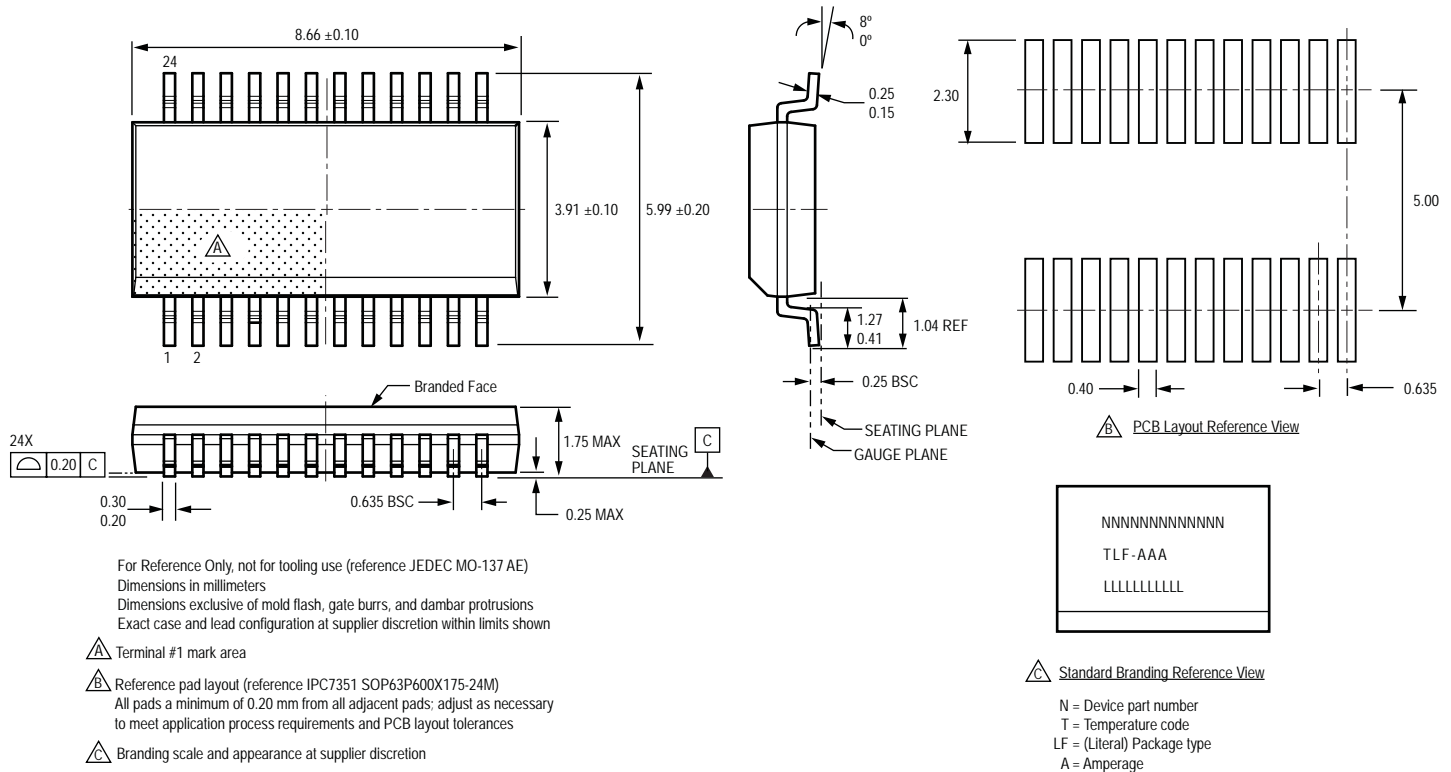 8.66 ±0.10
24
3.91 ±0.10
5.99 ±0.20
A
1 2
8º
0º
0.25
0.15
1.27
0.41
1.04 REF
0.25 BSC
SEATING PLANE
GAUGE PLANE
2.30
5.00
0.40
0.635
B PCB Layout Reference View
Branded Face
24X
0.20 C
1.75 MAX
SEATING
PLANE
C
0.30
0.20
0.635 BSC
0.25 MAX
For Reference Only, not for tooling use (reference JEDEC MO-137 AE)
Dimensions in millimeters
Dimensions exclusive of mold flash, gate burrs, and dambar protrusions
Exact case and lead configuration at supplier discretion within limits shown
A Terminal #1 mark area
B Reference pad layout (reference IPC7351 SOP63P600X175-24M)
All pads a minimum of 0.20 mm from all adjacent pads; adjust as necessary
to meet application process requirements and PCB layout tolerances
C Branding scale and appearance at supplier discretion
NNNNNNNNNNNNN
TLF-AAA
LLLLLLLLLLL
C Standard Branding Reference View
N = Device part number
T = Temperature code
LF = (Literal) Package type
A = Amperage